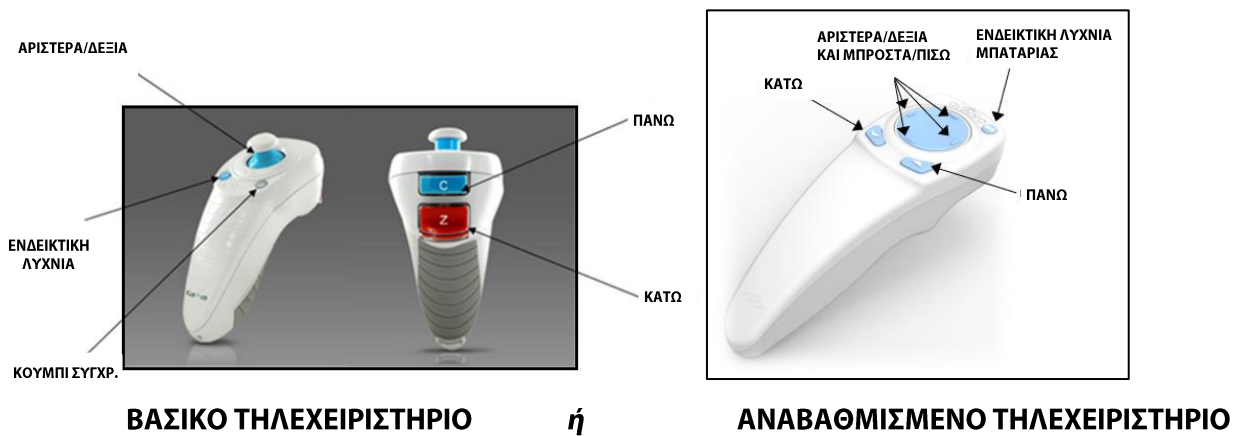 ΑΡΙΣΤΕΡΑ/ΔΕΞΙΑ
ΠΑΝΩ
C
Z
ΕΝΔΕΙΚΤΙΚΗ
ΛΥΧΝΙΑ
ΚΑΤΩ
ΚΟΥΜΠΙ ΣΥΓΧΡ.
ΒΑΣΙΚΟ ΤΗΛΕΧΕΙΡΙΣΤΗΡΙΟ
ή
ΑΡΙΣΤΕΡΑ/ΔΕΞΙΑ
ΚΑΙ ΜΠΡΟΣΤΑ/ΠΙΣΩ
ΕΝΔΕΙΚΤΙΚΗ ΛΥΧΝΙΑ
ΜΠΑΤΑΡΙΑΣ
ΚΑΤΩ
ΠΑΝΩ
ΑΝΑΒΑΘΜΙΣΜΕΝΟ ΤΗΛΕΧΕΙΡΙΣΤΗΡΙΟ